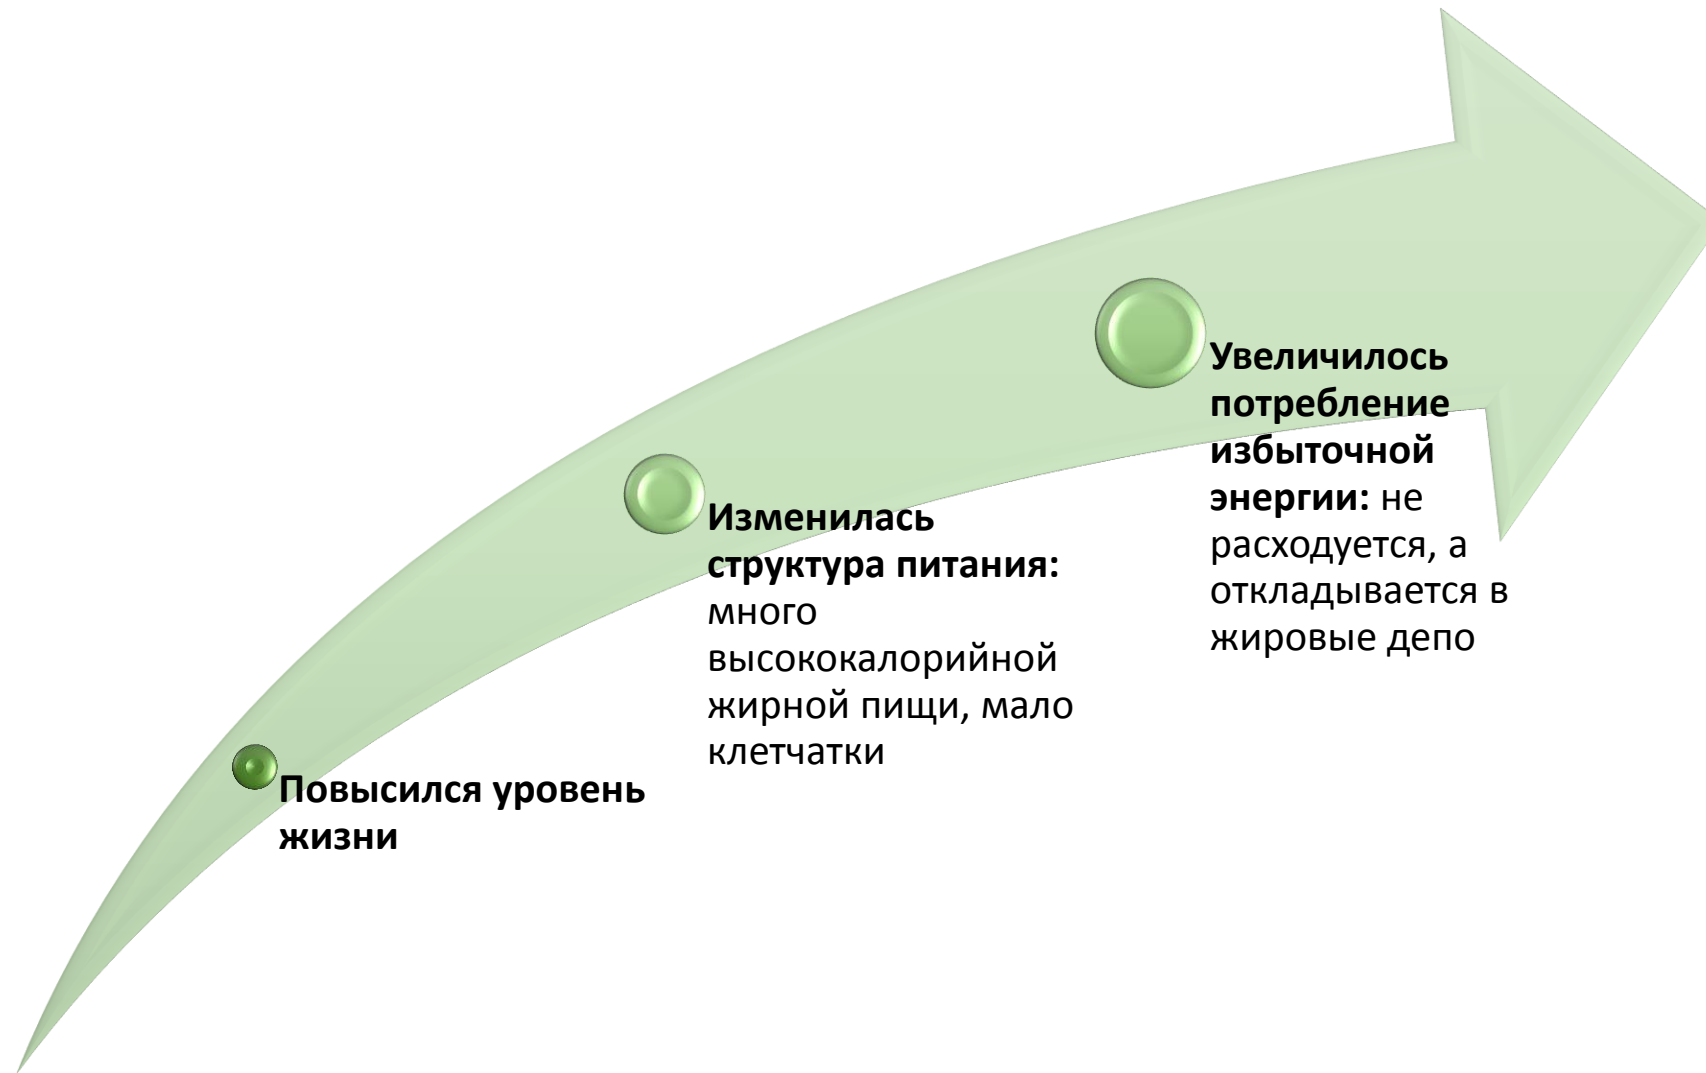 Повысился уровень
жизни
Изменилась
структура питания:
много
высококалорийной
жирной пищи, мало
клетчатки
Увеличилось
потребление
избыточной
энергии: не
расходуется, а
откладывается в
жировые депо